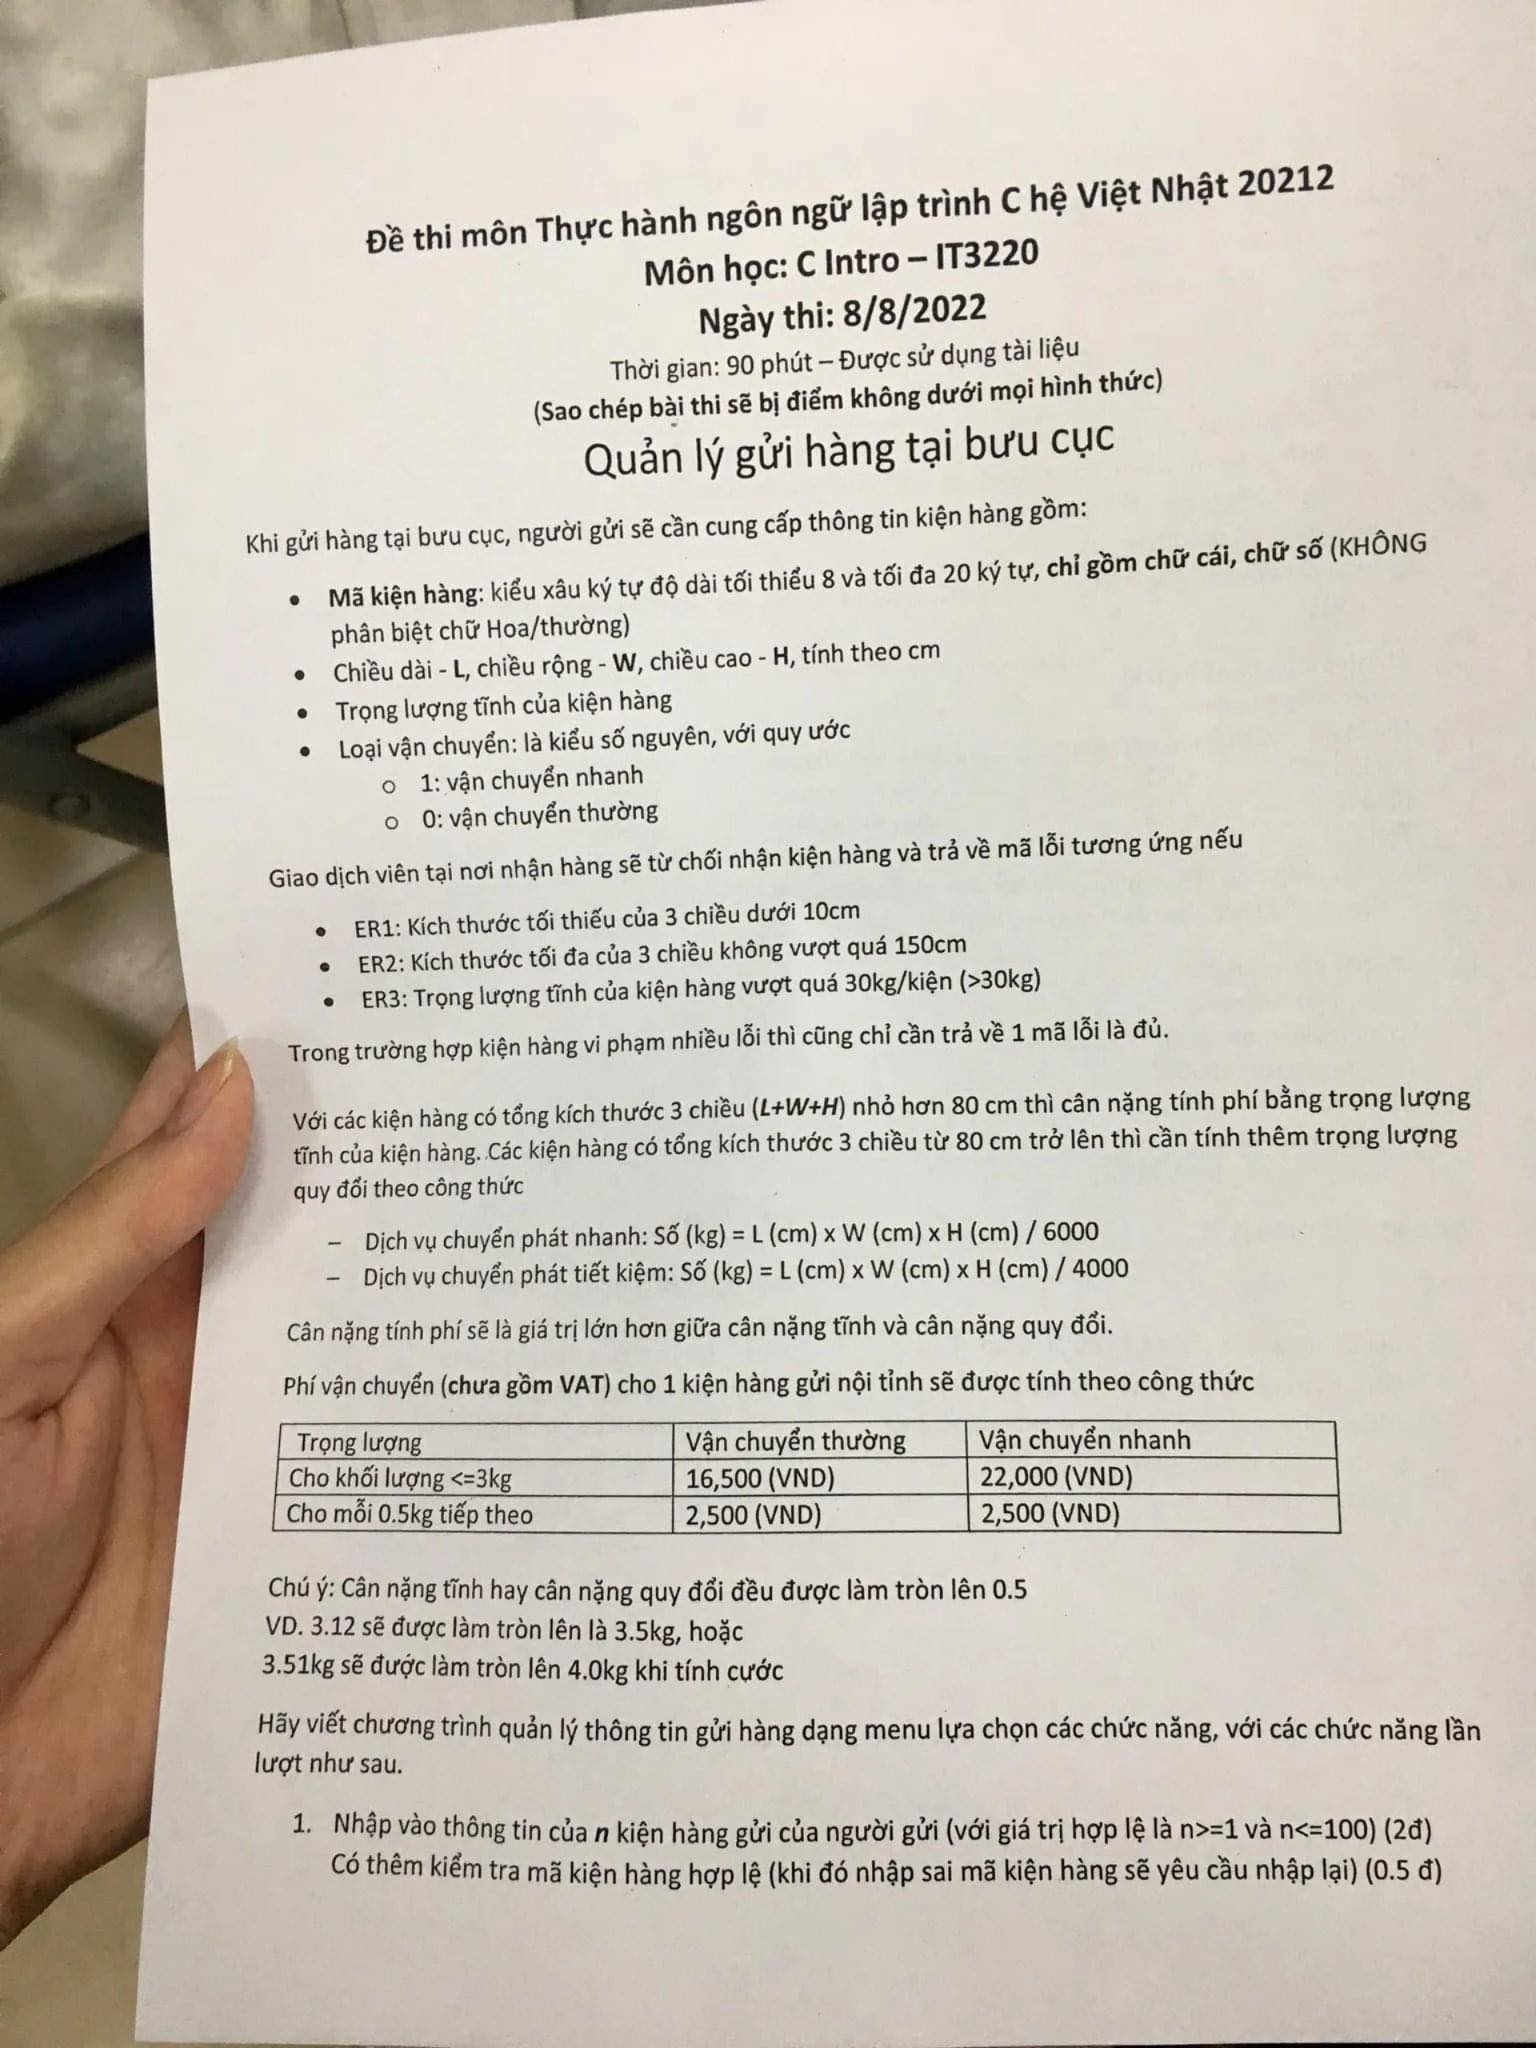 Đề thi môn Thực hành ngôn ngữ lập trình C hệ Việt Nhật 20212
Môn học: C Intro – IT3220
Ngày thi: 8/8/2022
Thời gian: 90 phút – Được sử dụng tài liệu
(Sao chép bài thi sẽ bị điểm không dưới mọi hình thức)
Quản lý gửi hàng tại bưu cục
Khi gửi hàng tại bưu cục, người gửi sẽ cần cung cấp thông tin kiện hàng gồm:
• Mã kiện hàng: kiểu xâu ký tự độ dài tối thiểu 8 và tối đa 20 ký tự, chỉ gồm chữ cái, chữ số (KHÔNG
phân biệt chữ Hoa/thường)
• Chiều dài - L, chiều rộng - W, chiều cao - H, tính theo cm
• Trọng lượng tĩnh của kiện hàng
• Loại vận chuyển: là kiểu số nguyên, với quy ước
o 1: vận chuyển nhanh
o 0: vận chuyển thường
Giao dịch viên tại nơi nhận hàng sẽ từ chối nhận kiện hàng và trả về mã lỗi tương ứng nếu
• ER1: Kích thước tối thiếu của 3 chiều dưới 10cm
• ER2: Kích thước tối đa của 3 chiều không vượt quá 150cm
• ER3: Trọng lượng tĩnh của kiện hàng vượt quá 30kg/kiện (>30kg)
Trong trường hợp kiện hàng vi phạm nhiều lỗi thì cũng chỉ cần trả về 1 mã lỗi là đủ.
Với các kiện hàng có tổng kích thước 3 chiều (L+W+H) nhỏ hơn 80 cm thì cân nặng tính phí bằng trọng lượng
tĩnh của kiện hàng. Các kiện hàng có tổng kích thước 3 chiều từ 80 cm trở lên thì cần tính thêm trọng lượng
quy đổi theo công thức
– Dịch vụ chuyển phát nhanh: Số (kg) = L (cm) x W (cm) x H (cm) / 6000
– Dịch vụ chuyển phát tiết kiệm: Số (kg) = L (cm) x W (cm) x H (cm) / 4000
Cân nặng tính phí sẽ là giá trị lớn hơn giữa cân nặng tĩnh và cân nặng quy đổi.
Phí vận chuyển (chưa gồm VAT) cho 1 kiện hàng gửi nội tỉnh sẽ được tính theo công thức
Trọng lượng Vận chuyển thường Vận chuyển nhanh
Cho khối lượng <=3kg 16,500 (VND) 22,000 (VND)
Cho mỗi 0.5kg tiếp theo 2,500 (VND) 2,500 (VND)
Chú ý: Cân nặng tĩnh hay cân nặng quy đổi đều được làm tròn lên 0.5
VD. 3.12 sẽ được làm tròn lên là 3.5kg, hoặc
3.51kg sẽ được làm tròn lên 4.0kg khi tính cước
Hãy viết chương trình quản lý thông tin gửi hàng dạng menu lựa chọn các chức năng, với các chức năng lần
lượt như sau.
1. Nhập vào thông tin của n kiện hàng gửi của người gửi (với giá trị hợp lệ là n>=1 và n<=100) (2đ)
Có thêm kiểm tra mã kiện hàng hợp lệ (khi đó nhập sai mã kiện hàng sẽ yêu cầu nhập lại) (0.5 đ)